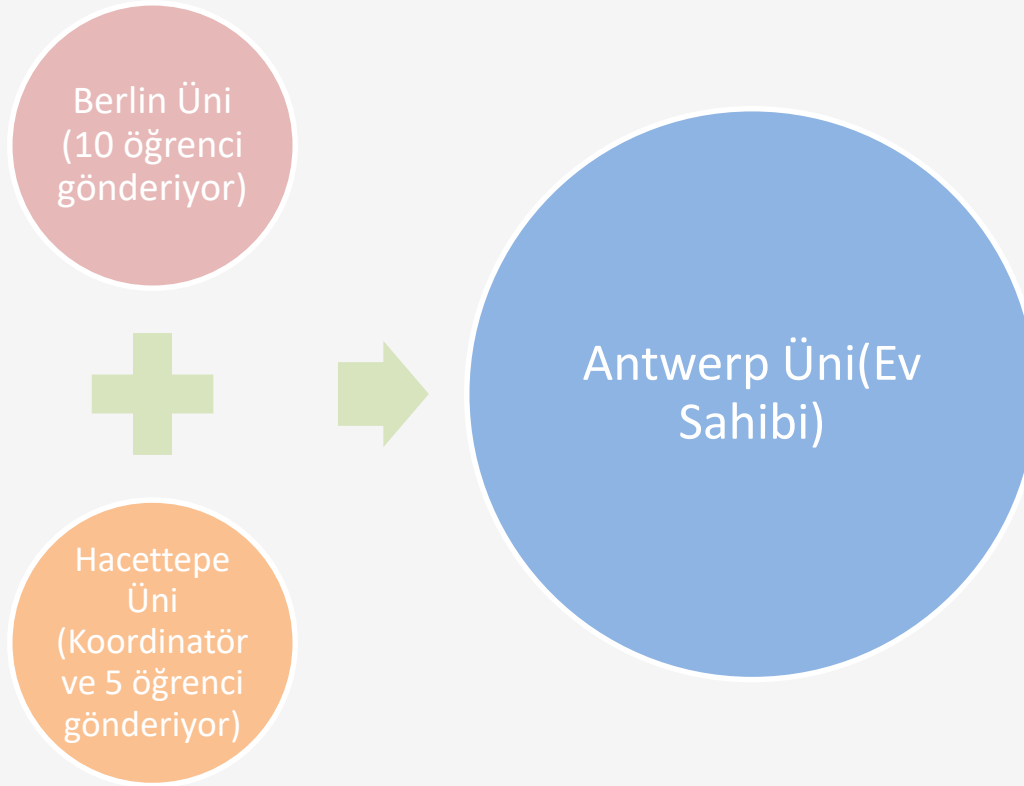 Berlin Üni
(10 öğrenci
gönderiyor)
Hacettepe
Üni
(Koordinatör
ve 5 öğrenci
gönderiyor)
Antwerp Üni(Ev
Sahibi)